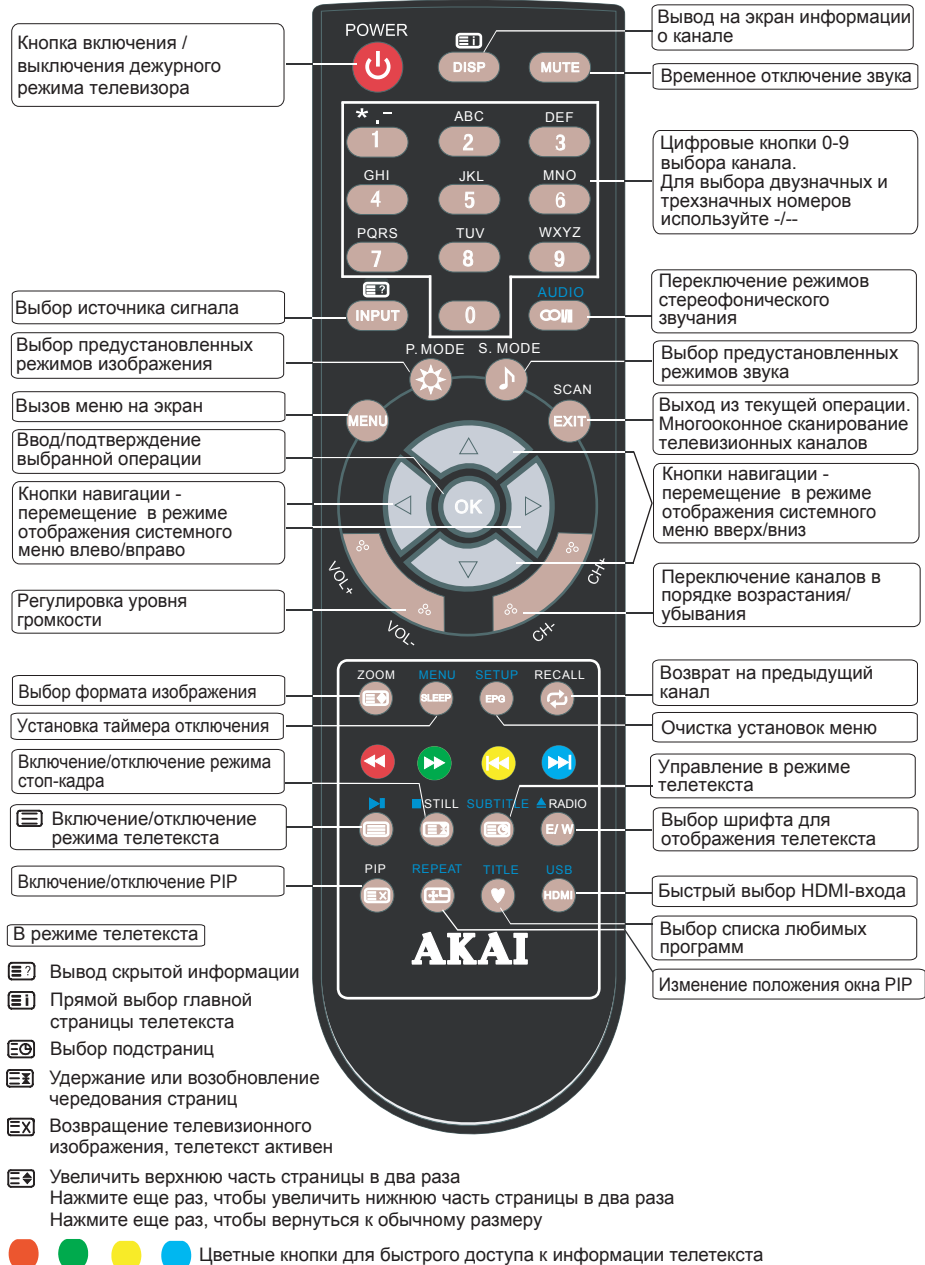 Кнопка включения /
выключения дежурного
режима телевизора
Выбор источника сигнала
Выбор предустановленных
режимов изображения
Вызов меню на экран
Ввод/подтверждение
выбранной операции
Кнопки навигации -
перемещение в режиме
отображения системного
меню влево/вправо
Регулировка уровня
громкости
Выбор формата изображения
Установка таймера отключения
Включение/отключение режима
стоп-кадра
Включение/отключение
режима телетекста
Включение/отключение PIP
POWER
DISP
MUTE
* . -
ABC
DEF
1
2
3
GHI
JKL
MNO
4
5
6
PQRS
TUV
WXYZ
7
8
9
AUDIO
INPUT
0
P. MODE
S. MODE
SCAN
MENU
EXIT
OK
VOL+
CH+
VOL-
CH-
ZOOM
MENU
SETUP
RECALL
SLEEP
EPG
STILL
SUBTITLE
RADIO
E/W
PIP
REPEAT
TITLE
USB
HDMI
AKAI
Вывод на экран информации
о канале
Временное отключение звука
Цифровые кнопки 0-9
выбора канала.
Для выбора двузначных и
трехзначных номеров
используйте -/--
Переключение режимов
стереофонического
звучания
Выбор предустановленных
режимов звука
Выход из текущей операции.
Многооконное сканирование
телевизионных каналов
Кнопки навигации -
перемещение в режиме
отображения системного
меню вверх/вниз
Переключение каналов в
порядке возрастания/
убывания
Возврат на предыдущий
канал
Очистка установок меню
Управление в режиме
телетекста
Выбор шрифта для
отображения телетекста
Быстрый выбор HDMI-входа
Выбор списка любимых
программ
Изменение положения окна PIP
В режиме телетекста
Вывод скрытой информации
Прямой выбор главной
страницы телетекста
Выбор подстраниц
Удержание или возобновление
чередования страниц
Возвращение телевизионного
изображения, телетекст активен
Увеличить верхнюю часть страницы в два раза
Нажмите еще раз, чтобы увеличить нижнюю часть страницы в два раза
Нажмите еще раз, чтобы вернуться к обычному размеру
Цветные кнопки для быстрого доступа к информации телетекста